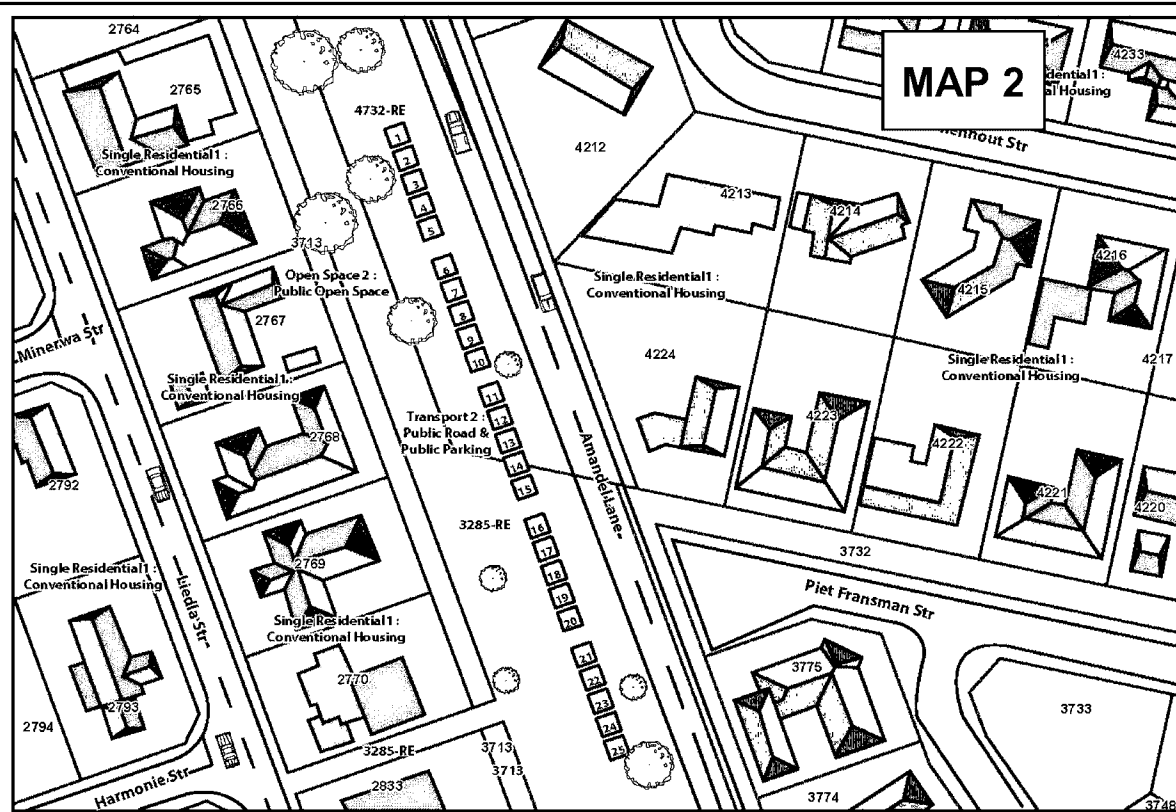 2764
MAP 2
4233
2765
4732-RE
1
2
3
4
5
4212
Single Residential 1 :
Conventional Housing
2766
3713
4213
4214
4215
4216
4217
Open Space 2 :
Public Open Space
6
7
8
9
10
Single Residential 1 :
Conventional Housing
2767
Minerwa Str
4224
Single Residential 1 :
Conventional Housing
Single Residential 1 :
Conventional Housing
2768
11
12
13
14
15
Transport 2 :
Public Road &
Public Parking
Amandel Lane
4223
4222
4221
4220
2792
3285-RE
16
17
18
19
20
3732
Piet Fransman Str
2769
Single Residential 1 :
Conventional Housing
Liedla Str
Single Residential 1 :
Conventional Housing
2770
21
22
23
24
25
3775
3733
2793
2794
3285-RE
3713
3713
Harmonie Str
2833
3774